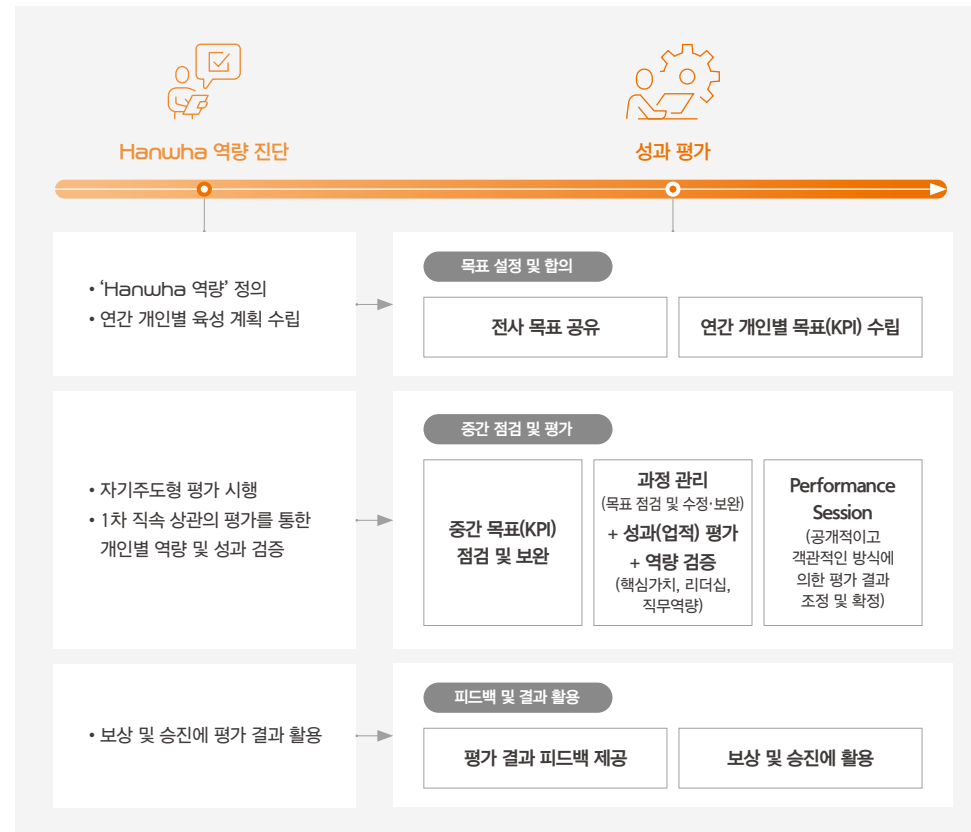 Hanwha 역량 진단
성과 평가
• ‘Hanwha 역량’ 정의
• 연간 개인별 육성 계획 수립
목표 설정 및 합의
전사 목표 공유
연간 개인별 목표(KPI) 수립
• 자기주도형 평가 시행
• 1차 직속 상관의 평가를 통한
개인별 역량 및 성과 검증
중간 점검 및 평가
중간 목표(KPI)
점검 및 보완
과정 관리
(목표 점검 및 수정·보완)
+ 성과(업적) 평가
+ 역량 검증
(핵심가치, 리더십,
직무역량)
Performance
Session
(공개적이고
객관적인 방식에
의한 평가 결과
조정 및 확정)
• 보상 및 승진에 평가 결과 활용
피드백 및 결과 활용
평가 결과 피드백 제공
보상 및 승진에 활용